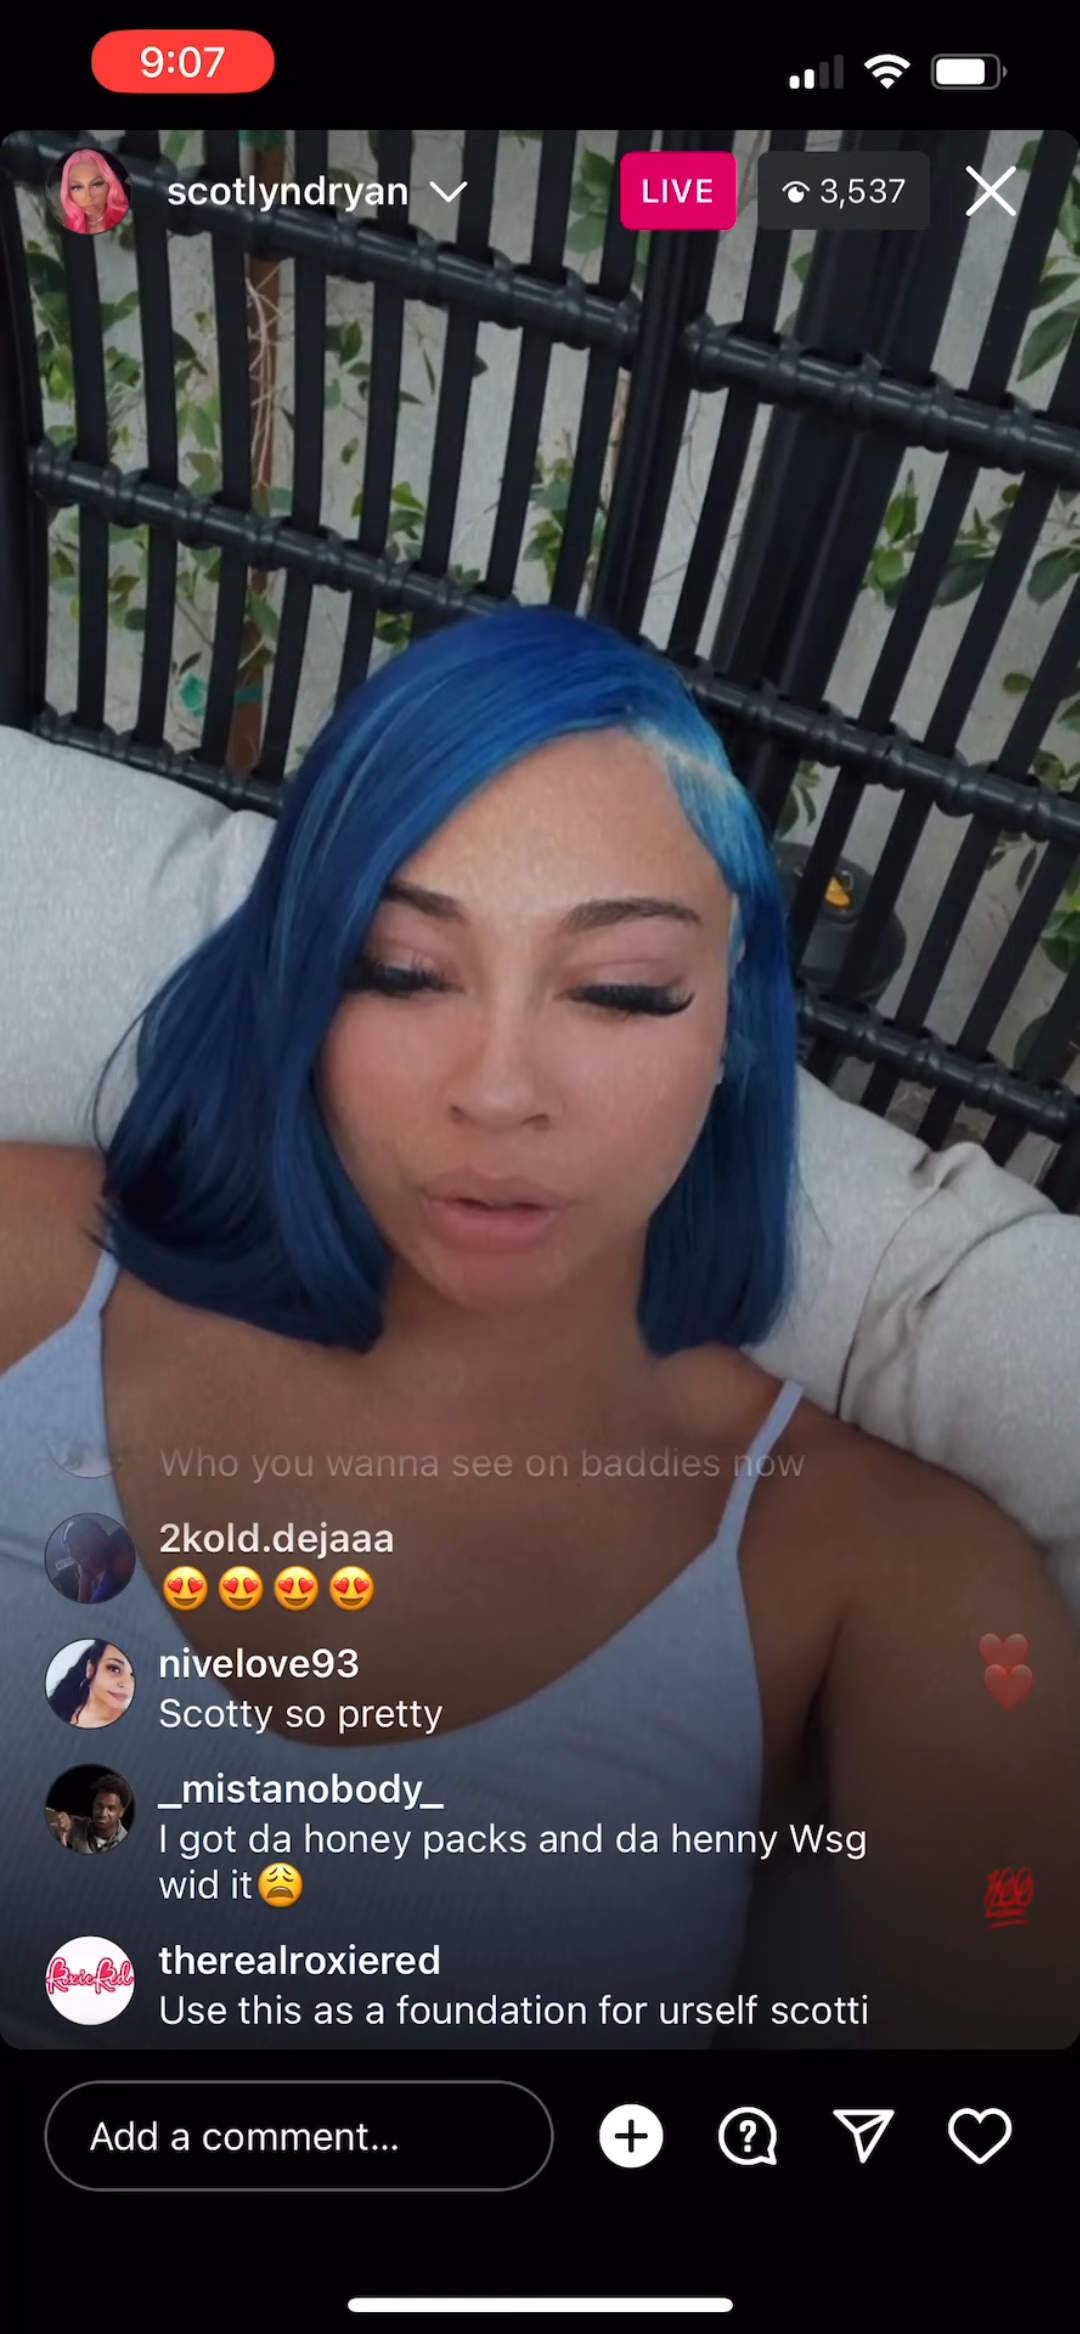 9:07
scotlyndryan
LIVE
3,537
Who you wanna see on baddies now
2kold.dejaaa
😍😍😍😍
nivelove93
Scotty so pretty
_mistanobody_
I got da honey packs and da henny Wsg
wid it😩
💯
RoxieRed
therealroxiered
Use this as a foundation for urself scotti
Add a comment...